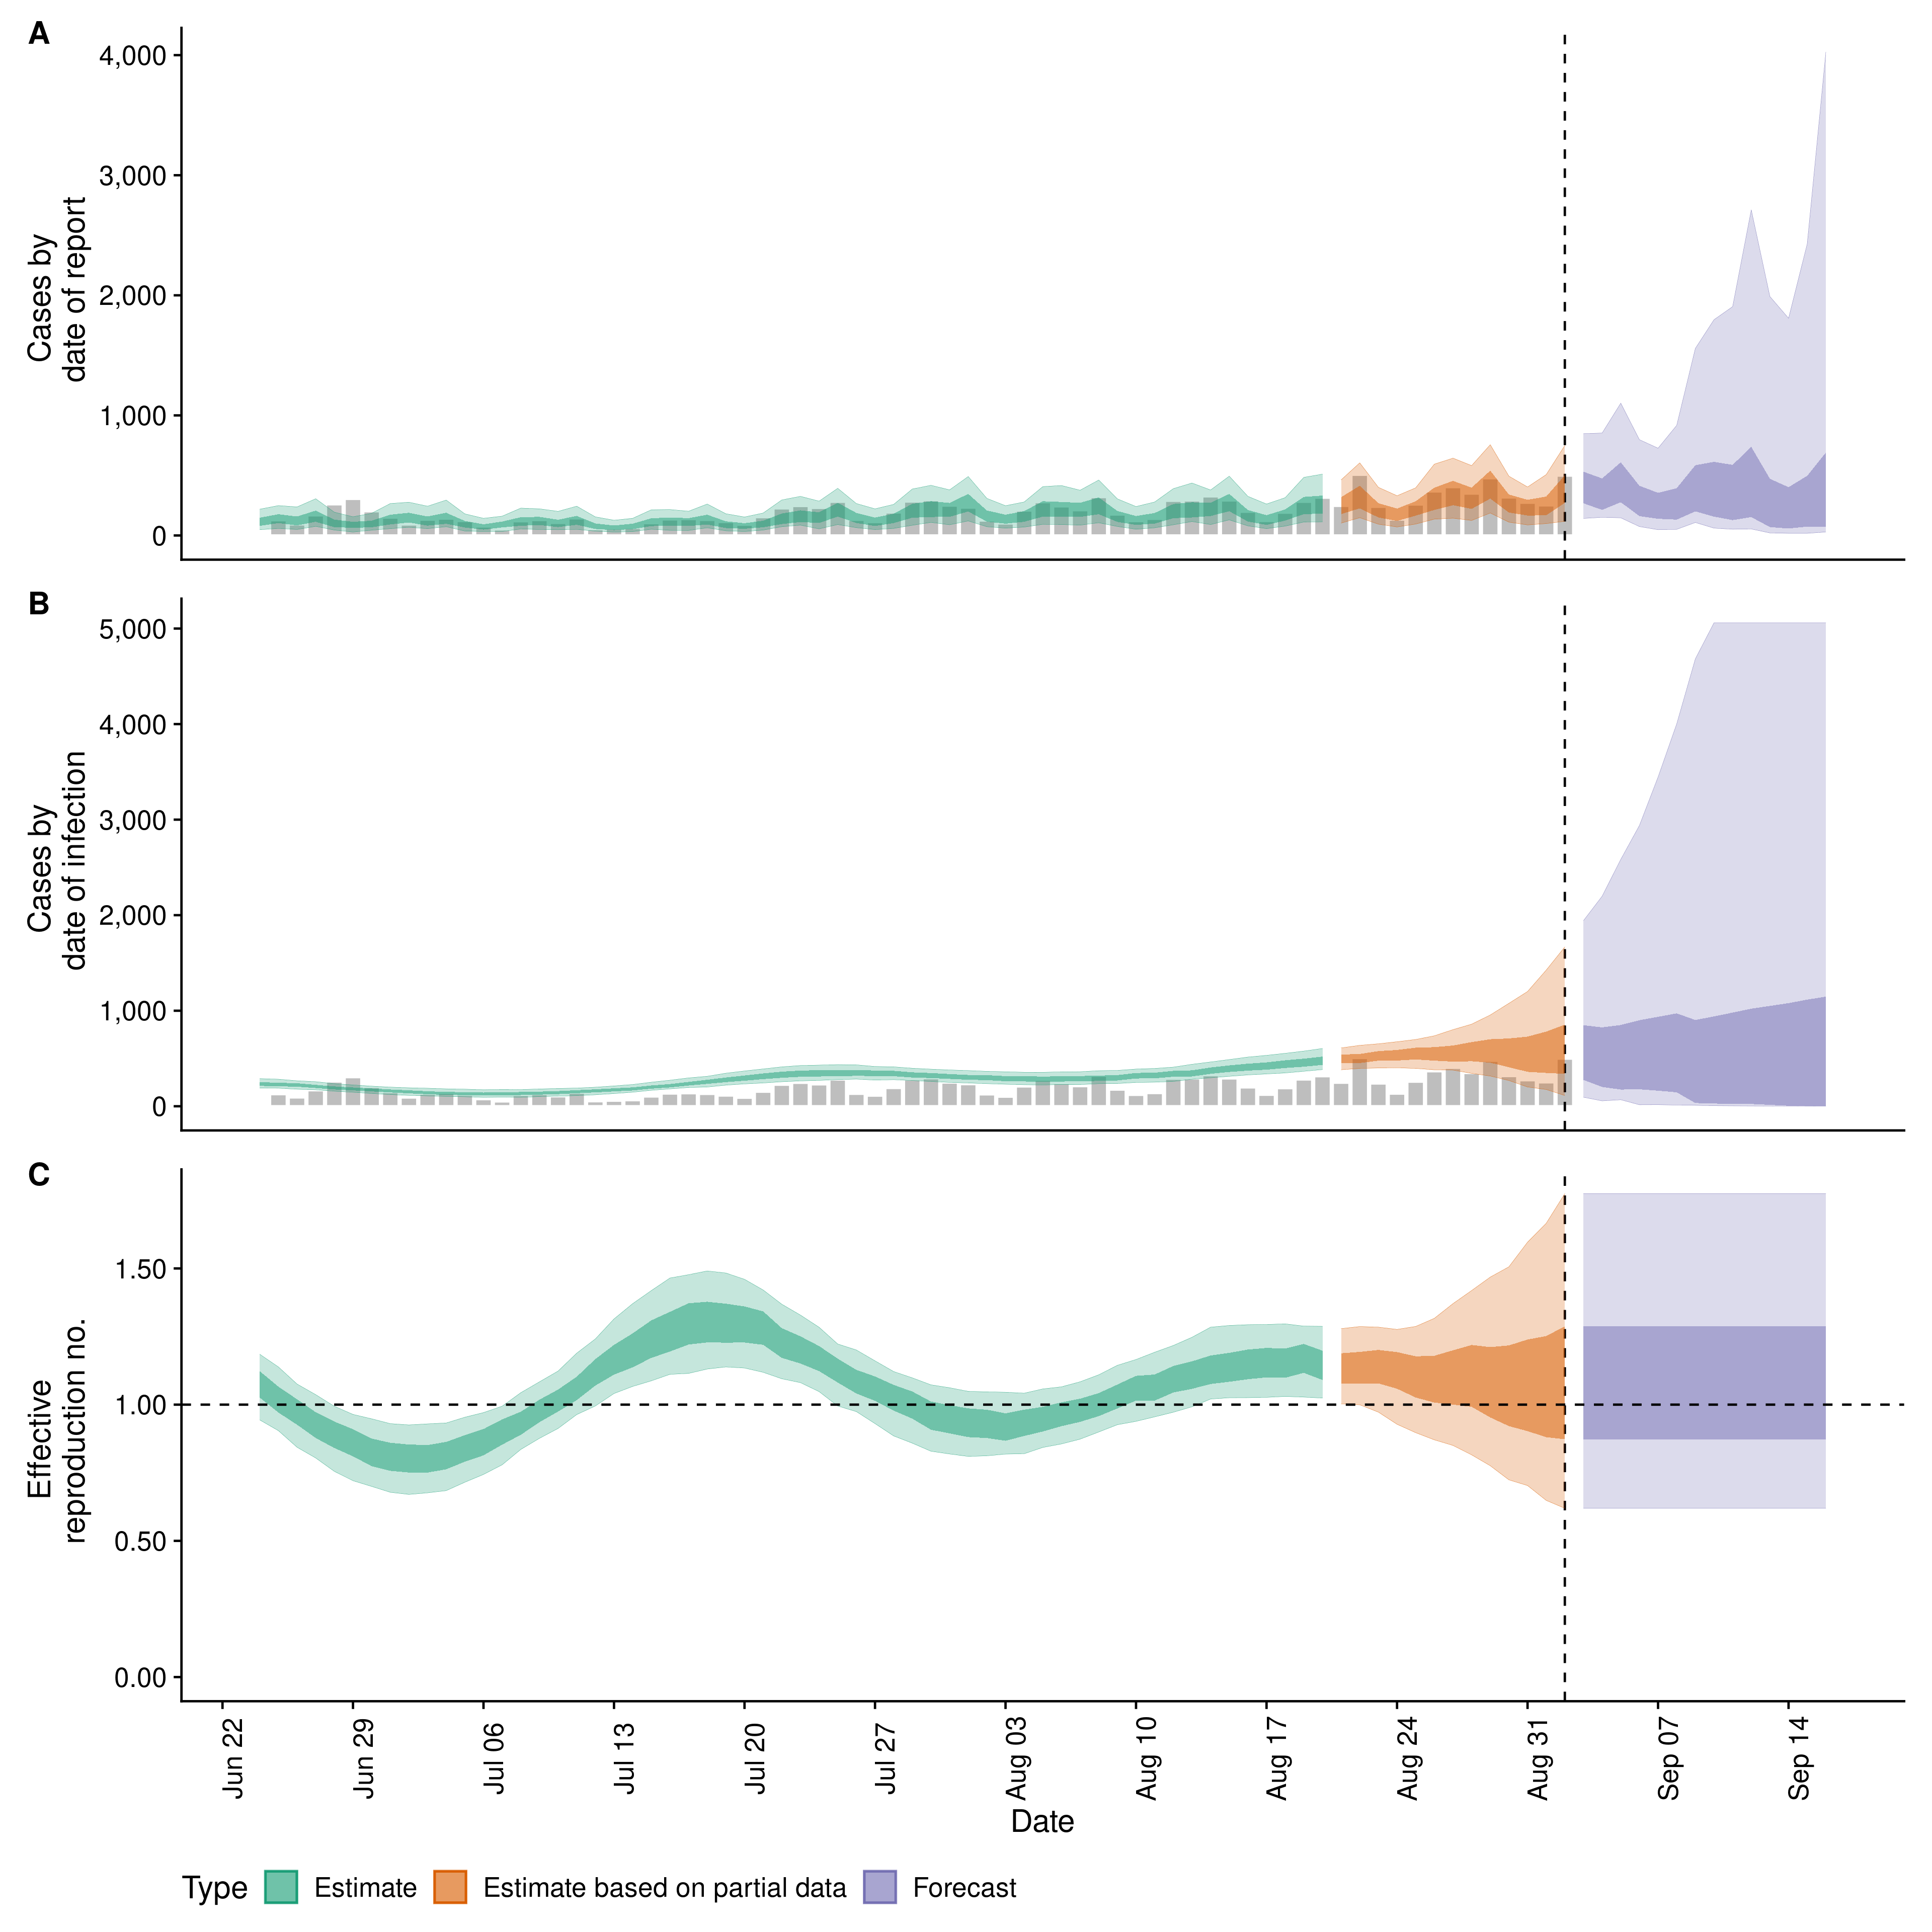 A
4,000
3,000
2,000
1,000
0
Cases by
date of report
B
5,000
4,000
3,000
2,000
1,000
0
Cases by
date of infection
C
1.50
1.00
0.50
0.00
Effective
reproduction no.
Jun 22
Jun 29
Jul 06
Jul 13
Jul 20
Jul 27
Aug 03
Aug 10
Aug 17
Aug 24
Aug 31
Sep 07
Sep 14
Date
Type Estimate Estimate based on partial data Forecast